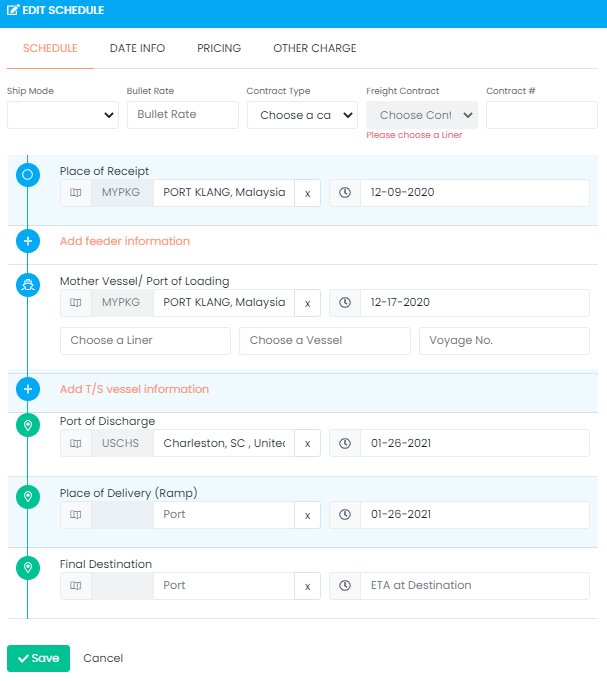 EDIT SCHEDULE
SCHEDULE DATE INFO PRICING OTHER CHARGE
Ship Mode Bullet Rate Contract Type Freight Contract Contract #
Bullet Rate Choose a ca Choose Cont
Please choose a Liner
Place of Receipt
MYPKG PORT KLANG, Malaysia x 12-09-2020
Add feeder information
Mother Vessel/ Port of Loading
MYPKG PORT KLANG, Malaysia x 12-17-2020
Choose a Liner Choose a Vessel Voyage No.
Add T/S vessel information
Port of Discharge
USCHS Charleston, SC , United x 01-26-2021
Place of Delivery (Ramp)
Port x 01-26-2021
Final Destination
Port x ETA at Destination
Save Cancel